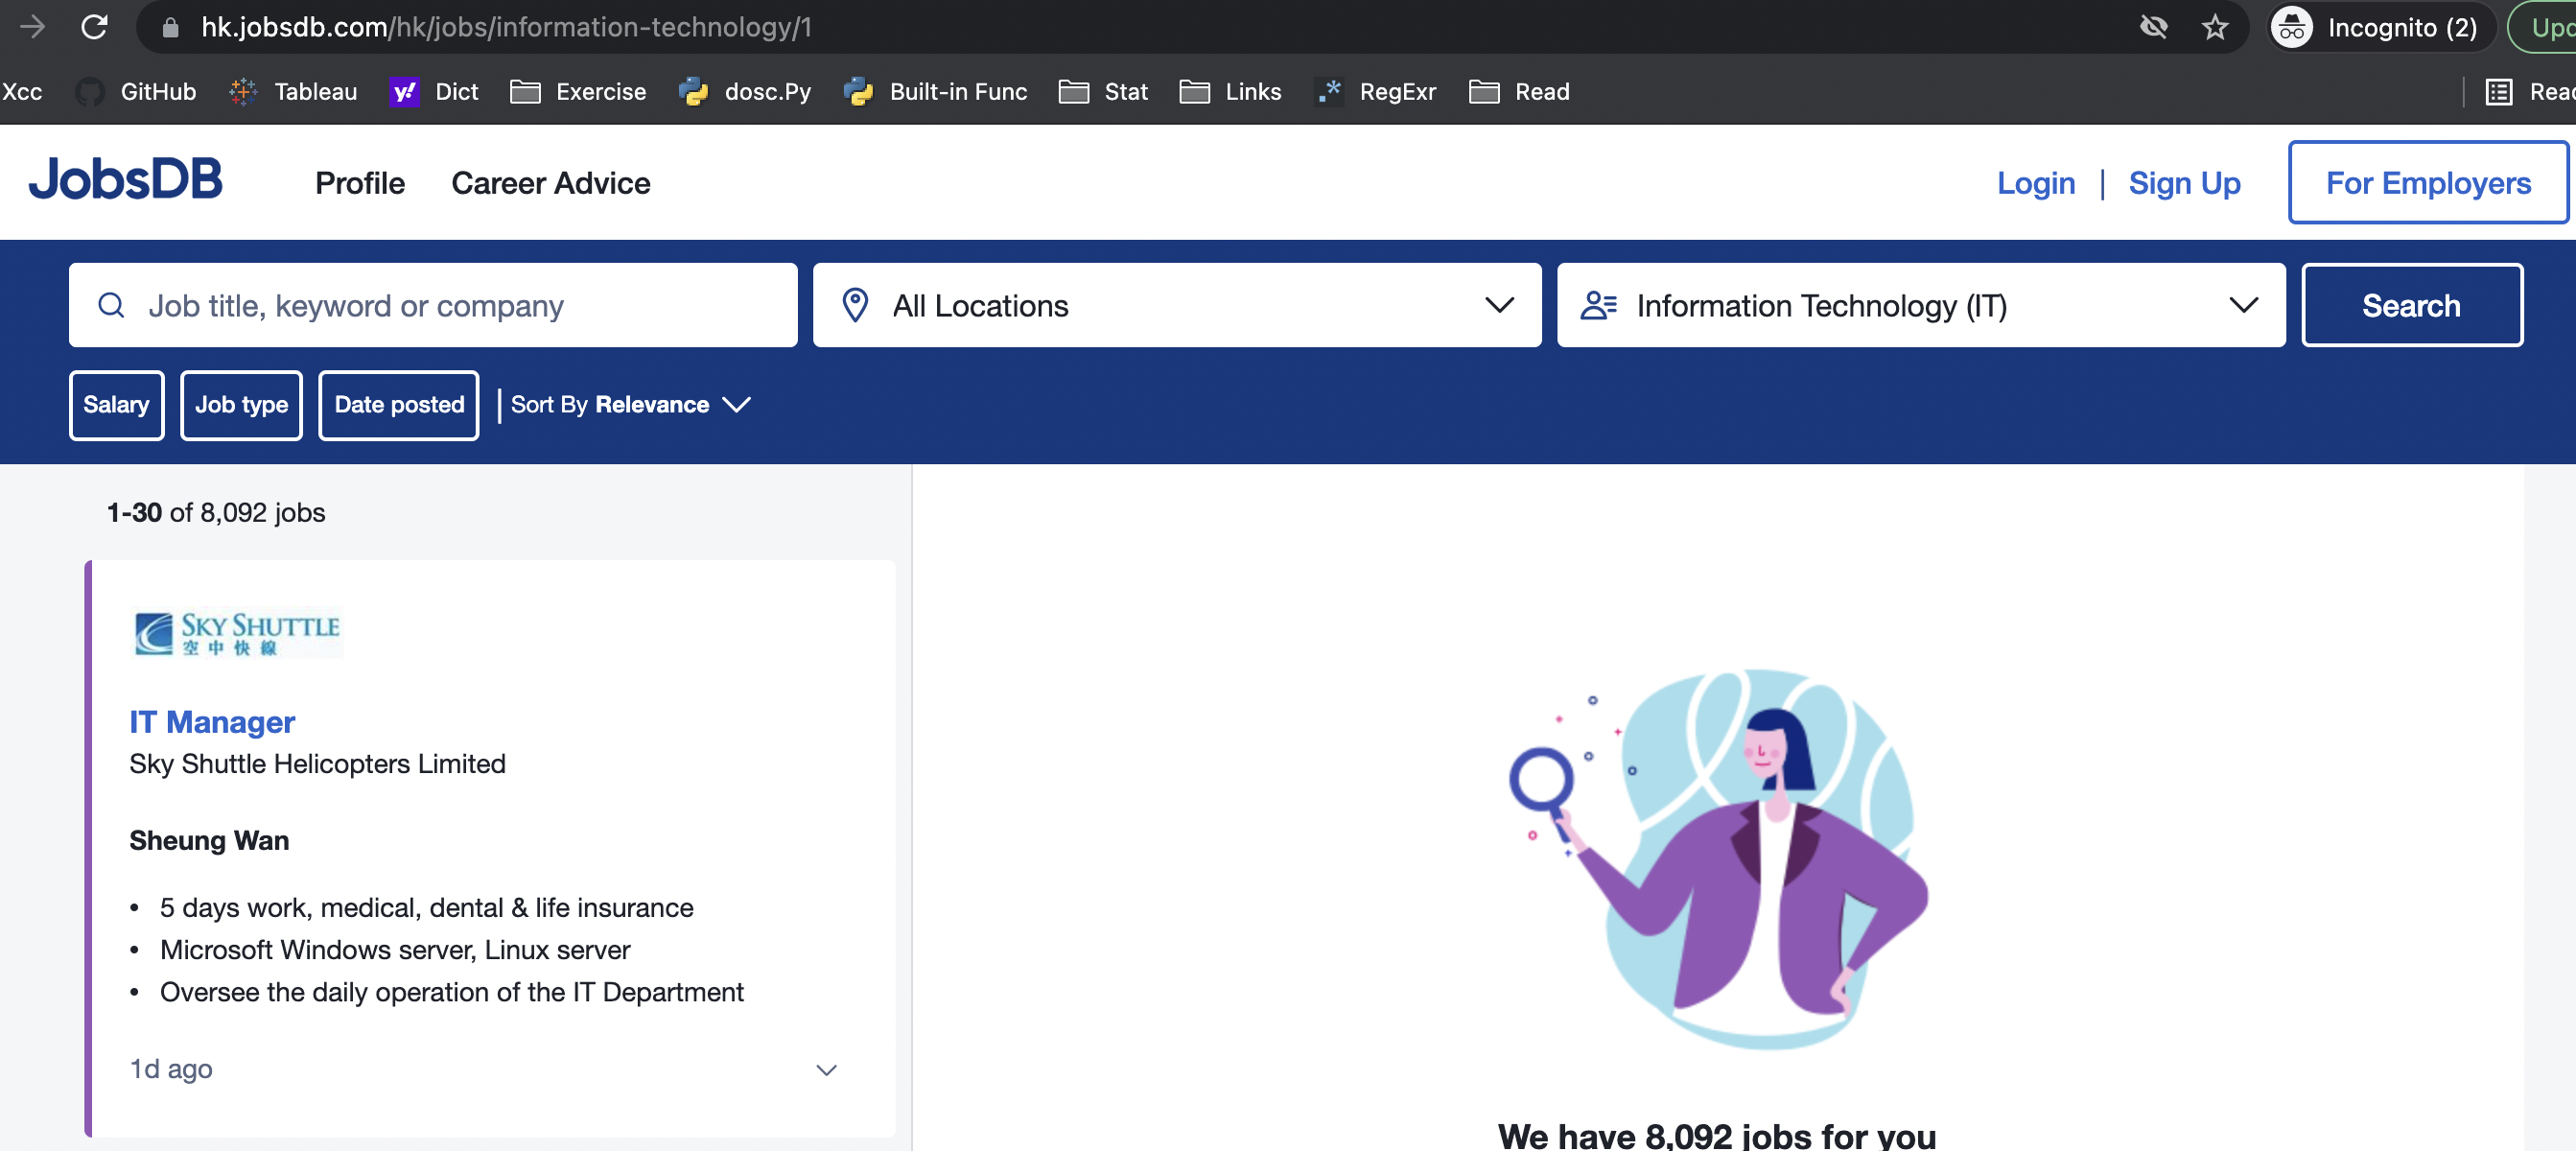 hk.jobsdb.com/hk/jobs/information-technology/1
Incognito (2)
Xcc GitHub Tableau y! Dict Exercise dosc.Py Built-in Func Stat Links RegExr Read
JobsDB Profile Career Advice Login | Sign Up For Employers
Job title, keyword or company All Locations Information Technology (IT) Search
Salary Job type Date posted | Sort By Relevance
1-30 of 8,092 jobs
SKY SHUTTLE
空中快線
IT Manager
Sky Shuttle Helicopters Limited
Sheung Wan
• 5 days work, medical, dental & life insurance
• Microsoft Windows server, Linux server
• Oversee the daily operation of the IT Department
1d ago
We have 8,092 jobs for you